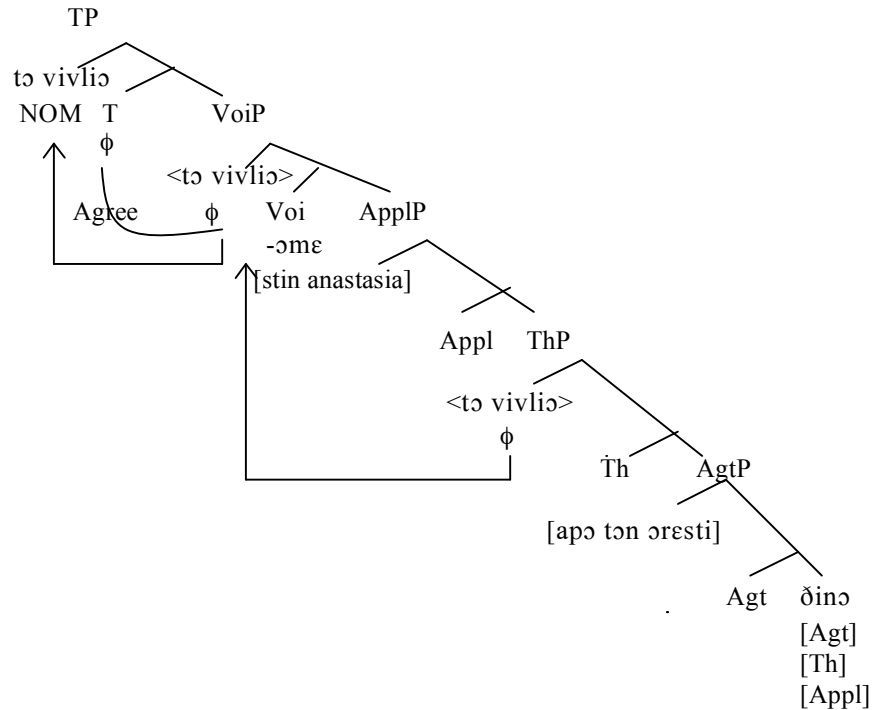 TP
tɔ vivliɔ
NOM T VoiP
ϕ
<tɔ vivliɔ>
Agree ϕ Voi ApplP
-ɔmɛ
[stin anastasia]
Appl ThP
<tɔ vivliɔ>
ϕ
Th AgtP
[apɔ tɔn ɔrɛsti]
Agt ðinɔ
[Agt]
[Th]
[Appl]